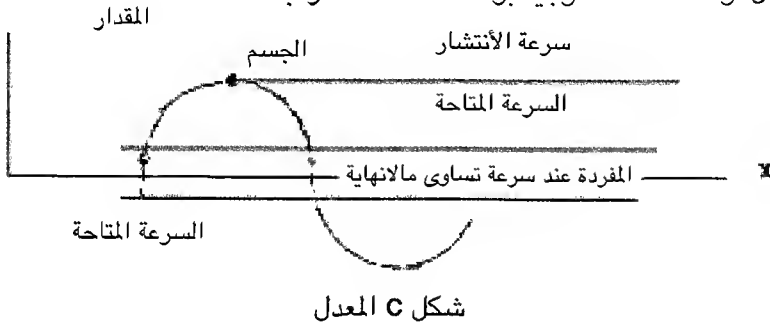 المقدار
سرعة الأنتشار
الجسم
السرعة المتاحة
المفردة عند سرعة تساوى مالانهاية
x
السرعة المتاحة
شكل C المعدل